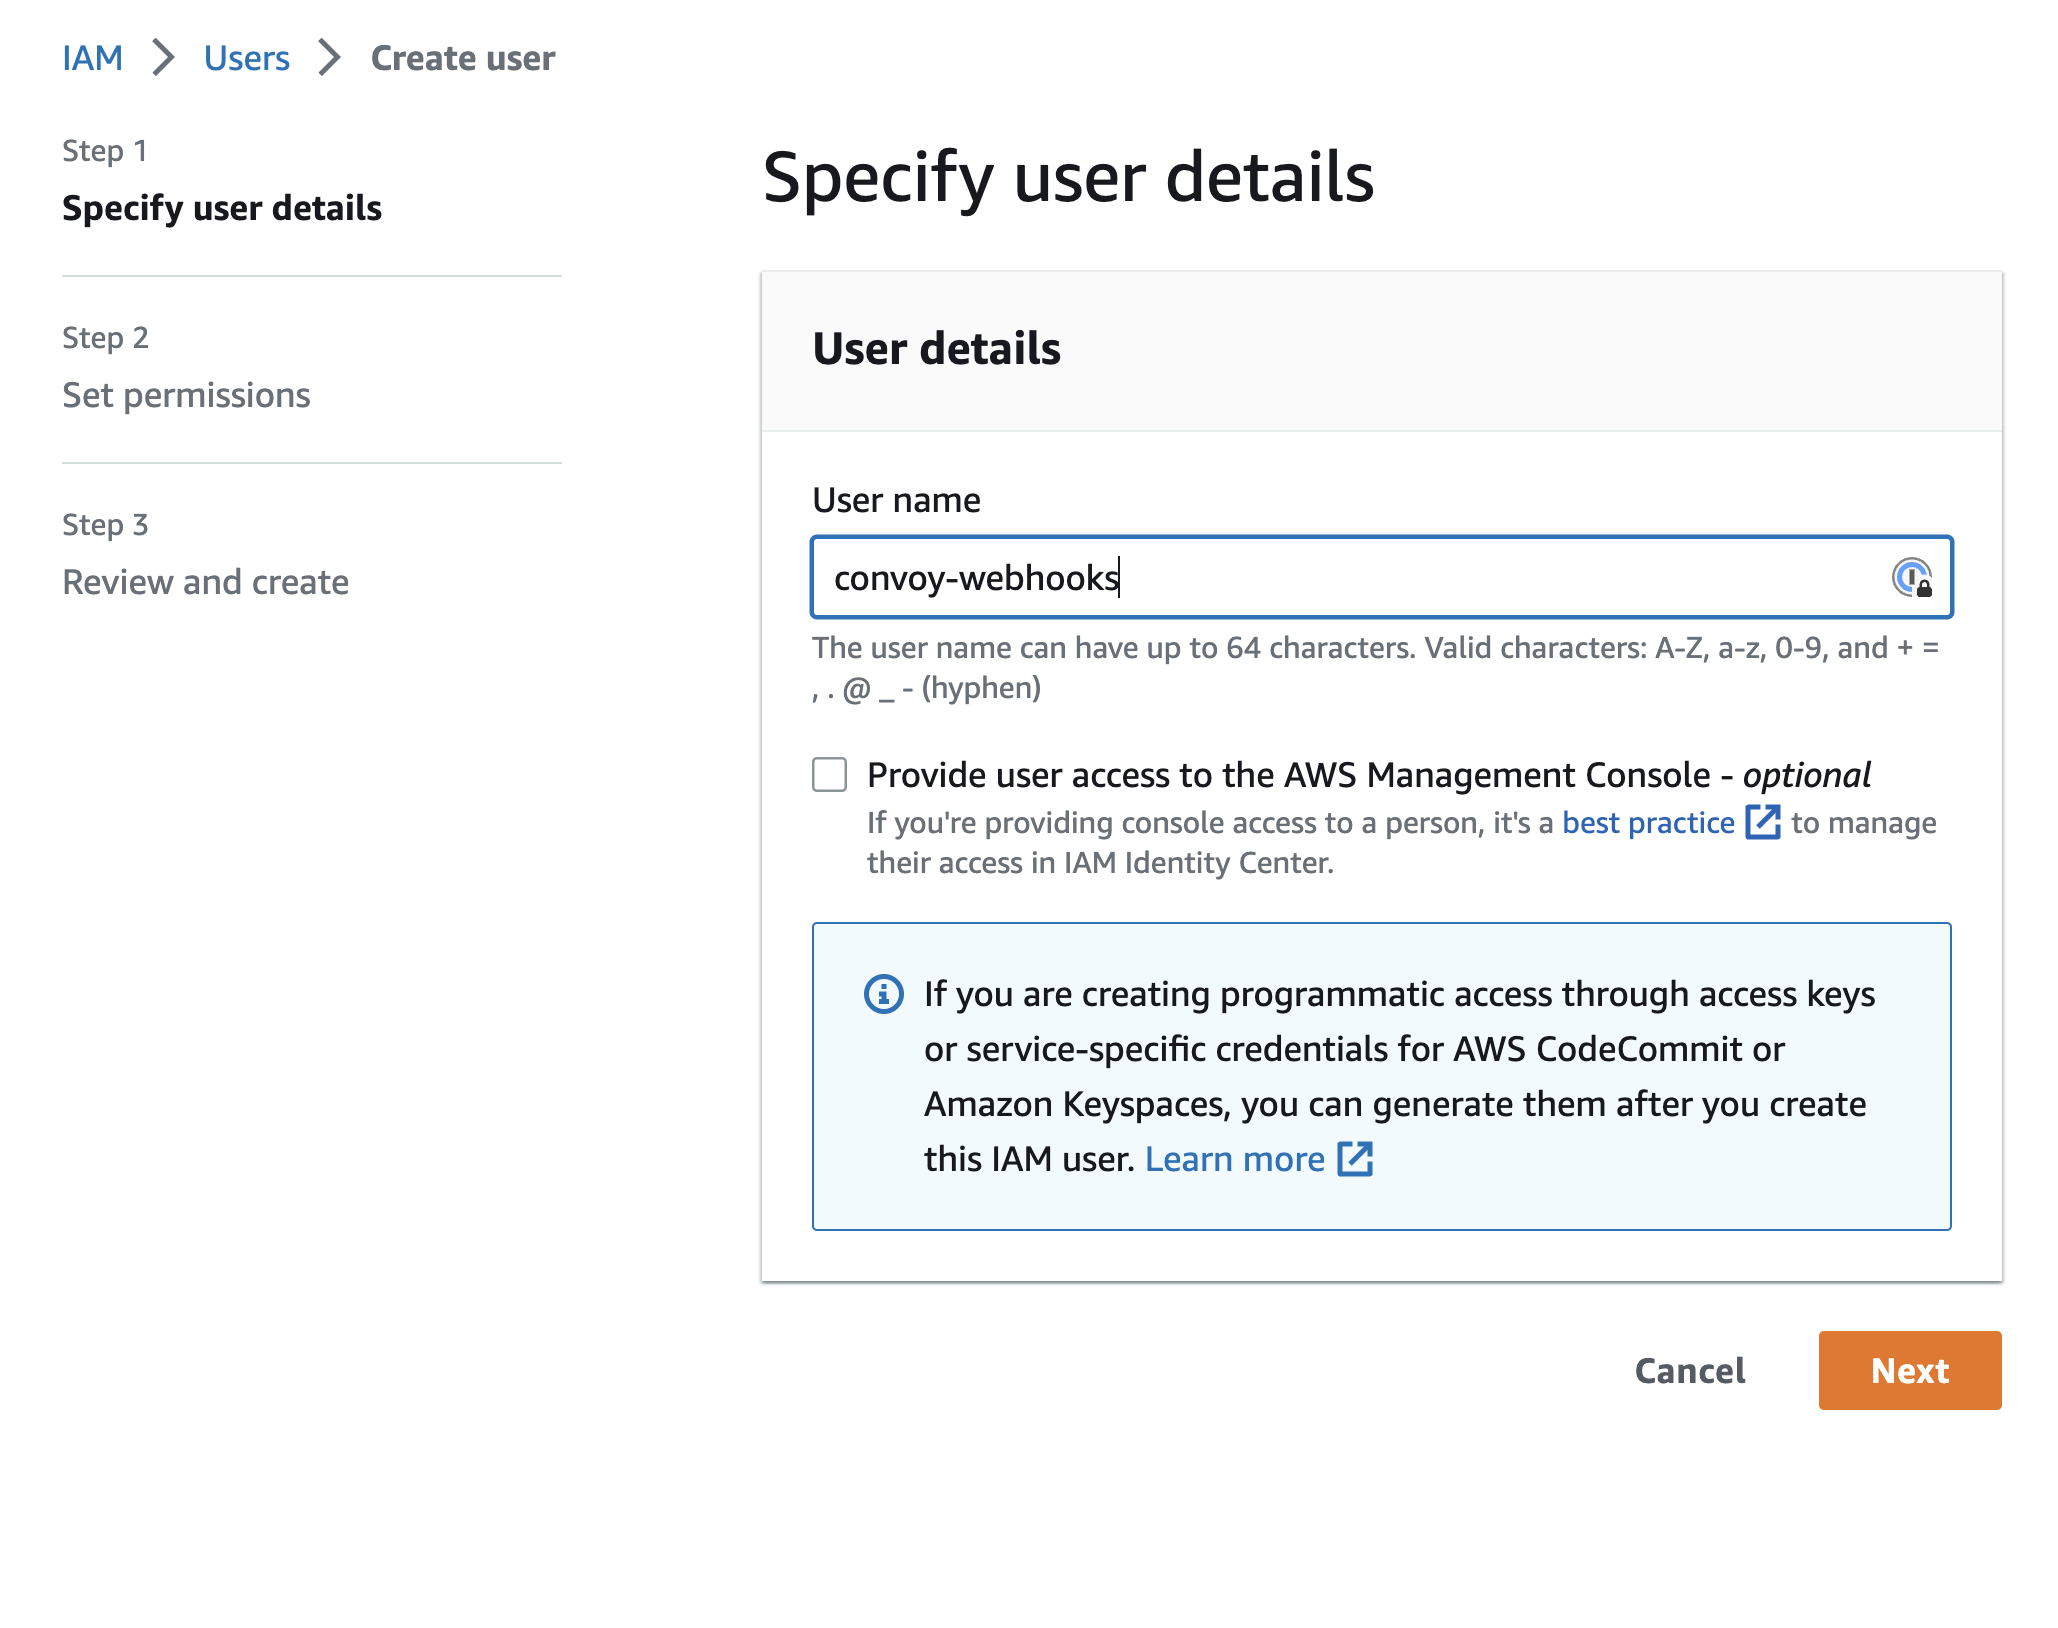 IAM > Users > Create user
Step 1
Specify user details
Step 2
Set permissions
Step 3
Review and create
Specify user details
User details
User name
convoy-webhooks
The user name can have up to 64 characters. Valid characters: A-Z, a-z, 0-9, and + =
, . @ _ - (hyphen)
Provide user access to the AWS Management Console - optional
If you're providing console access to a person, it's a best practice to manage
their access in IAM Identity Center.
If you are creating programmatic access through access keys
or service-specific credentials for AWS CodeCommit or
Amazon Keyspaces, you can generate them after you create
this IAM user. Learn more
Cancel
Next